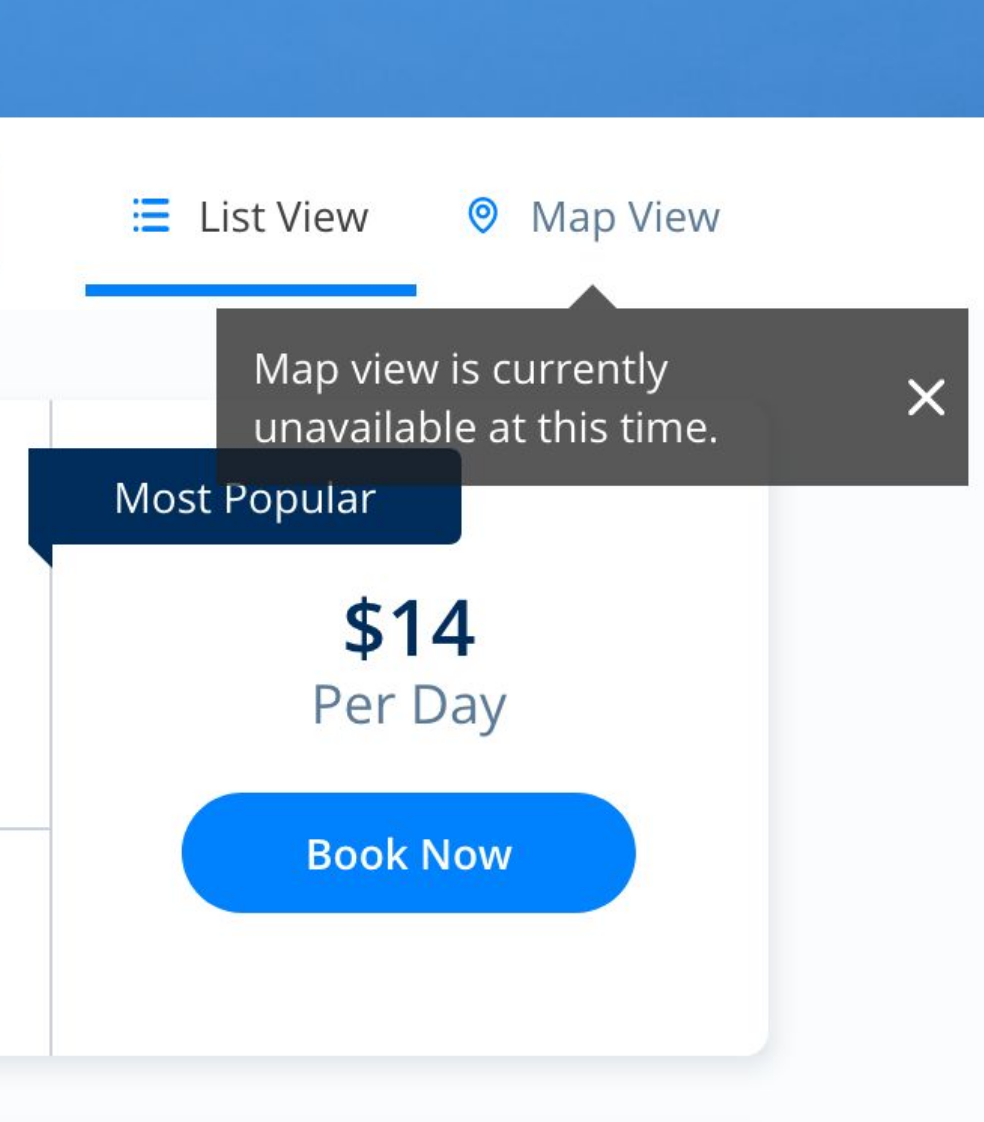 List View
Map View
Map view is currently
unavailable at this time.
Most Popular
$14
Per Day
Book Now